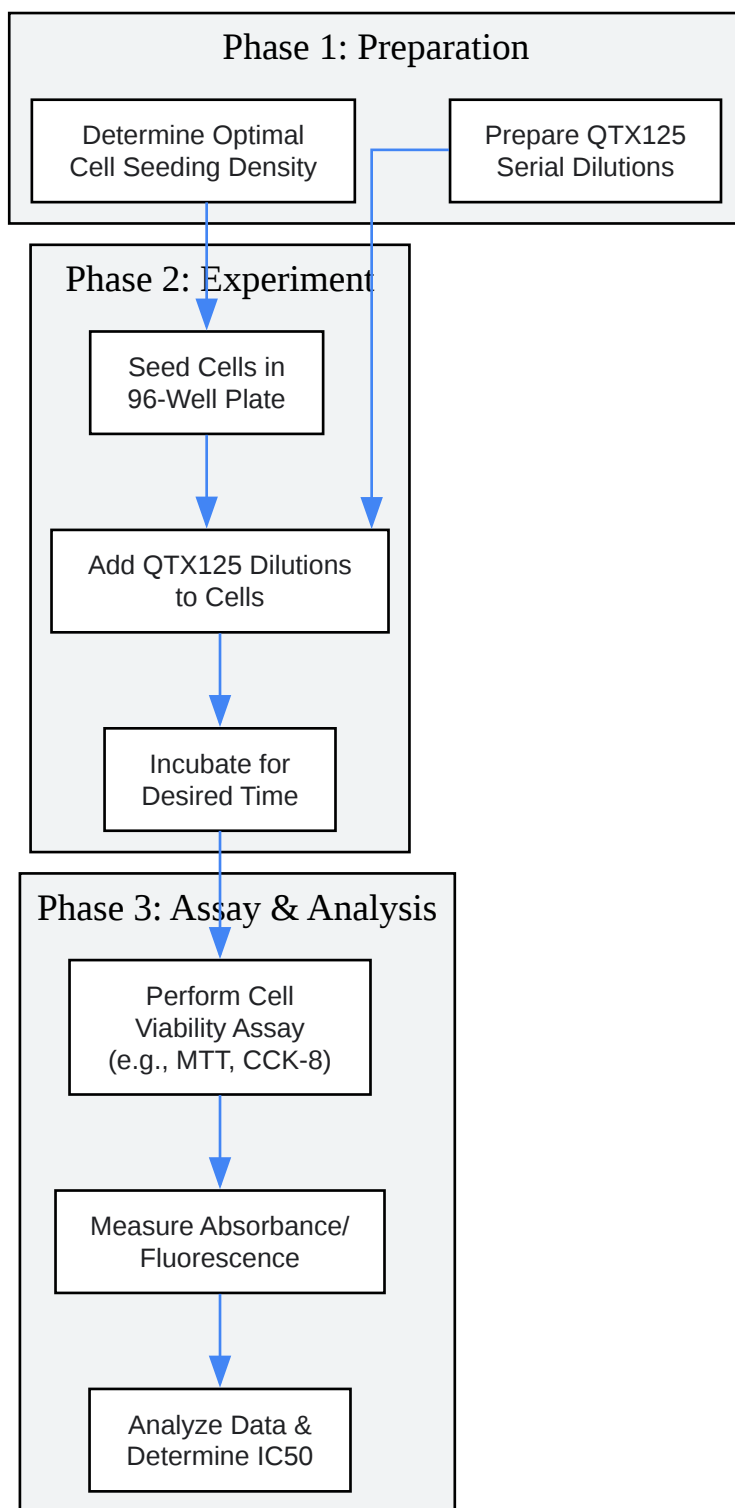 Phase 1: Preparation
Determine Optimal
Cell Seeding Density
Prepare QTX125
Serial Dilutions
Phase 2: Experiment
Seed Cells in
96-Well Plate
Add QTX125 Dilutions
to Cells
Incubate for
Desired Time
Phase 3: Assay & Analysis
Perform Cell
Viability Assay
(e.g., MTT, CCK-8)
Measure Absorbance/
Fluorescence
Analyze Data &
Determine IC50